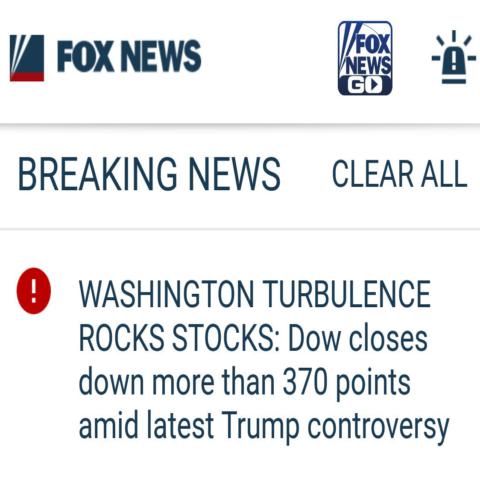 FOX NEWS
FOX
NEWS
GO
BREAKING NEWS CLEAR ALL
WASHINGTON TURBULENCE
ROCKS STOCKS: Dow closes
down more than 370 points
amid latest Trump controversy